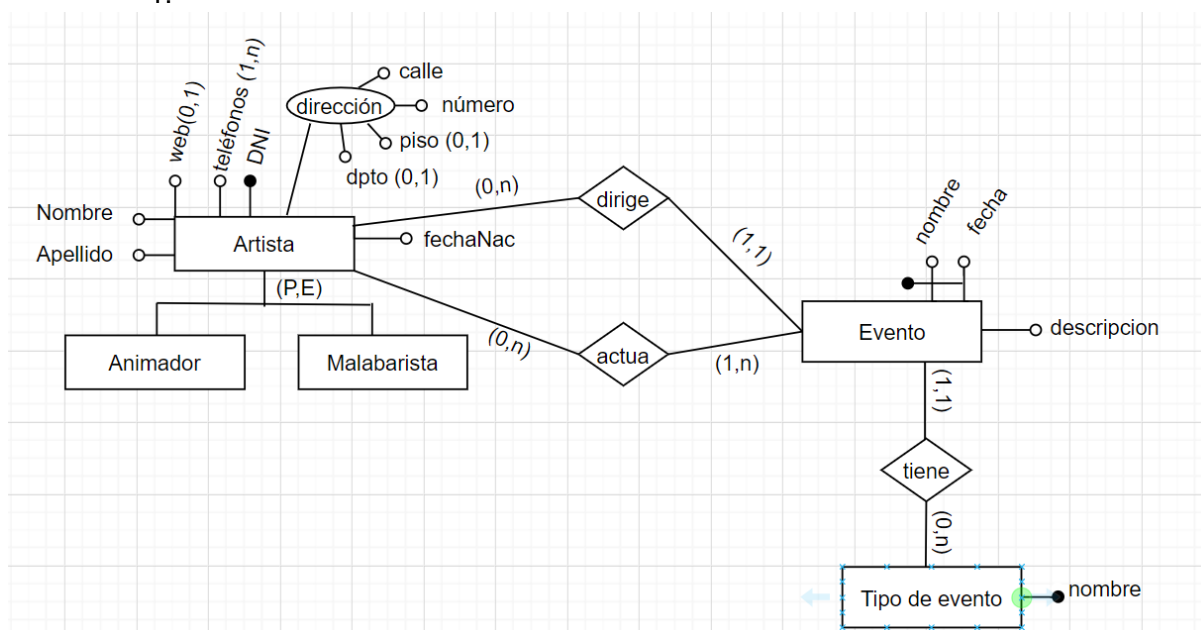 calle
número
piso (0,1)
dpto (0,1)
dirección
web(0,1)
teléfonos (1,n)
DNI
Nombre
Apellido
Artista
fechaNac
(0,n)
dirige
(1,1)
nombre
fecha
(P,E)
Animador
Malabarista
(0,n)
actua
(1,n)
Evento
descripcion
(1,1)
tiene
(0,n)
Tipo de evento
nombre